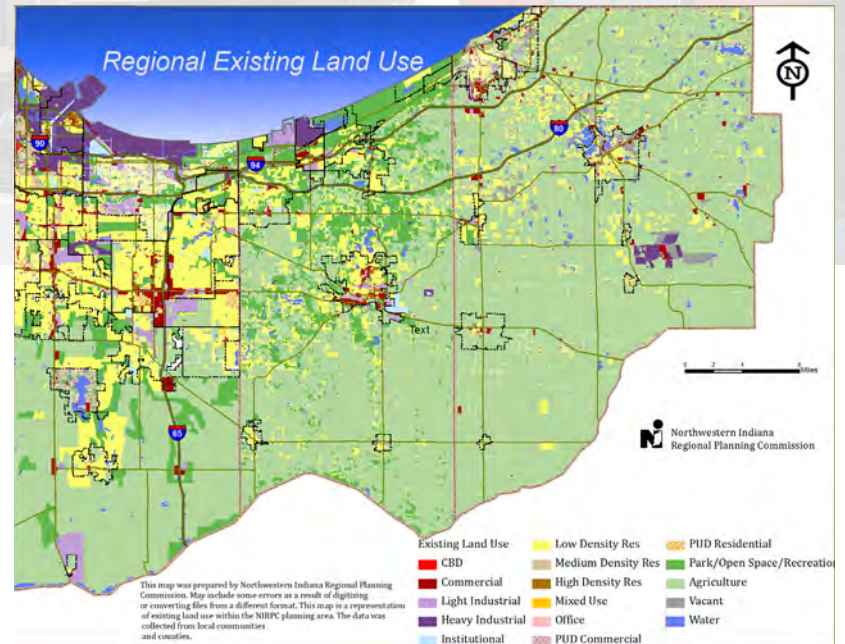 Regional Existing Land Use
N
90
94
80
65
Text
0 2 4 8
Miles
Northwestern Indiana
Regional Planning Commission
Existing Land Use
CBD
Commercial
Light Industrial
Heavy Industrial
Institutional
Low Density Res
Medium Density Res
High Density Res
Mixed Use
Office
PUD Commercial
PUD Residential
Park/Open Space/Recreation
Agriculture
Vacant
Water
This map was prepared by Northwestern Indiana Regional Planning
Commission. May include some errors as a result of digitizing
or converting files from a different format. This map is a representation
of existing land use within the NIRPC planning area. The data was
collected from local communities
and counties.